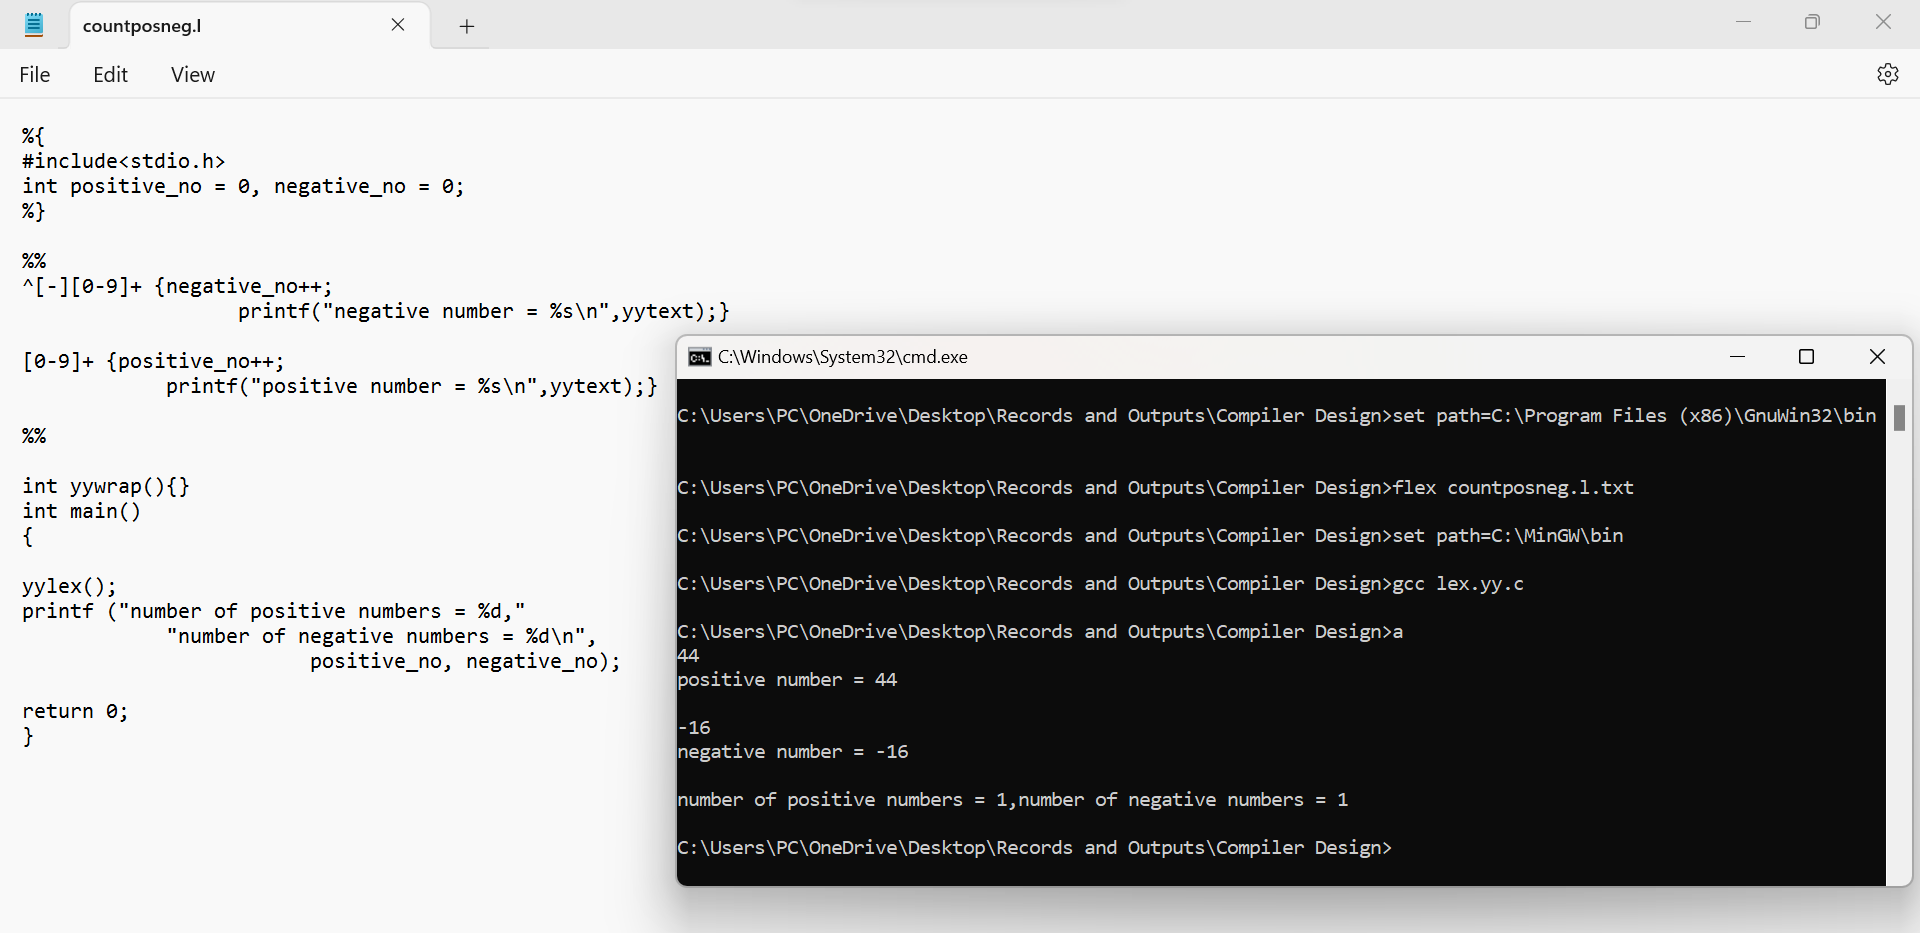 countposneg.l
File Edit View
%{
#include<stdio.h>
int positive_no = 0, negative_no = 0;
%}
%%
^[-][0-9]+ {negative_no++;
printf("negative number = %s\n",yytext);}
[0-9]+ {positive_no++;
printf("positive number = %s\n",yytext);}
%%
int yywrap(){}
int main()
{
yylex();
printf ("number of positive numbers = %d,"
"number of negative numbers = %d\n",
positive_no, negative_no);
return 0;
}
C:\Windows\System32\cmd.exe
C:\Users\PC\OneDrive\Desktop\Records and Outputs\Compiler Design>set path=C:\Program Files (x86)\GnuWin32\bin
C:\Users\PC\OneDrive\Desktop\Records and Outputs\Compiler Design>flex countposneg.l.txt
C:\Users\PC\OneDrive\Desktop\Records and Outputs\Compiler Design>set path=C:\MinGW\bin
C:\Users\PC\OneDrive\Desktop\Records and Outputs\Compiler Design>gcc lex.yy.c
C:\Users\PC\OneDrive\Desktop\Records and Outputs\Compiler Design>a
44
positive number = 44
-16
negative number = -16
number of positive numbers = 1,number of negative numbers = 1
C:\Users\PC\OneDrive\Desktop\Records and Outputs\Compiler Design>